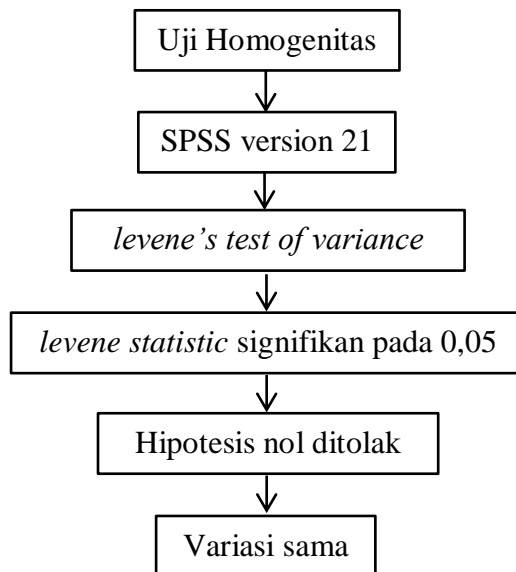 Uji Homogenitas
SPSS version 21
levene’s test of variance
levene statistic signifikan pada 0,05
Hipotesis nol ditolak
Variasi sama